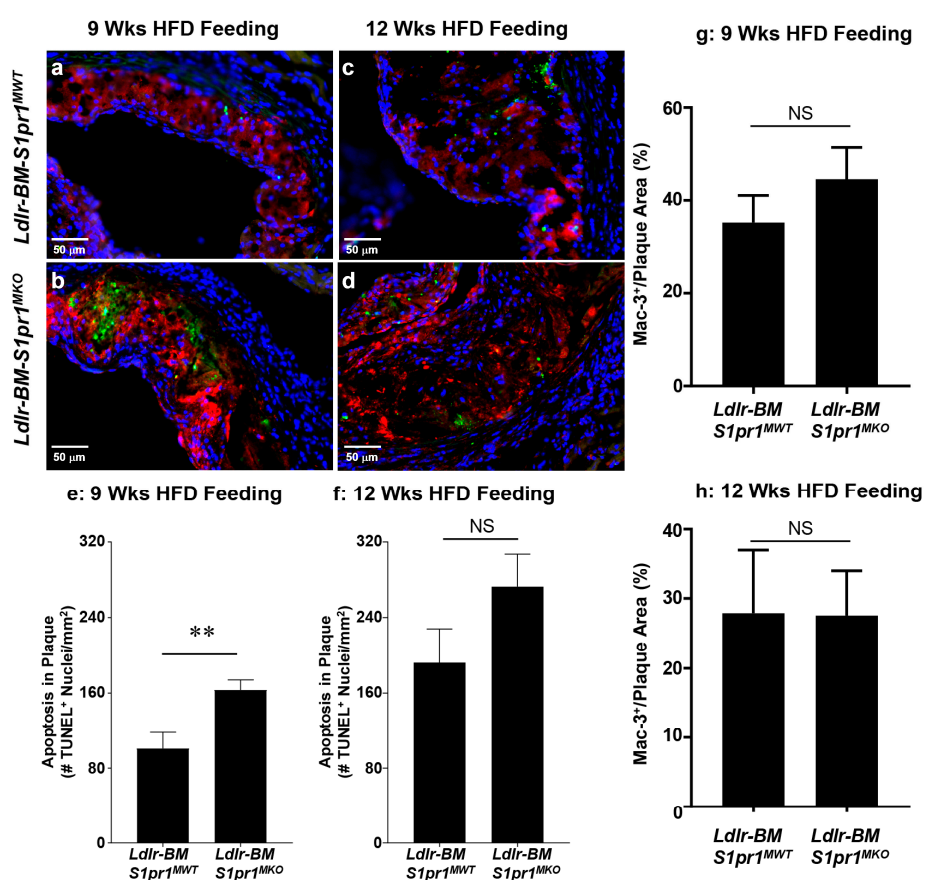 9 Wks HFD Feeding
12 Wks HFD Feeding
Ldlr-BM-S1pr1MWT
Ldlr-BM-S1pr1MKO
a
50 μm
c
50 μm
b
50 μm
d
50 μm
e: 9 Wks HFD Feeding
Apoptosis in Plaque
(# TUNEL+ Nuclei/mm2)
320
240
160
80
0
**
Ldlr-BM
S1pr1MWT
Ldlr-BM
S1pr1MKO
f: 12 Wks HFD Feeding
Apoptosis in Plaque
(# TUNEL+ Nuclei/mm2)
320
240
160
80
0
NS
Ldlr-BM
S1pr1MWT
Ldlr-BM
S1pr1MKO
g: 9 Wks HFD Feeding
Mac-3+/Plaque Area (%)
60
40
20
0
NS
Ldlr-BM
S1pr1MWT
Ldlr-BM
S1pr1MKO
h: 12 Wks HFD Feeding
Mac-3+/Plaque Area (%)
40
30
20
10
0
NS
Ldlr-BM
S1pr1MWT
Ldlr-BM
S1pr1MKO